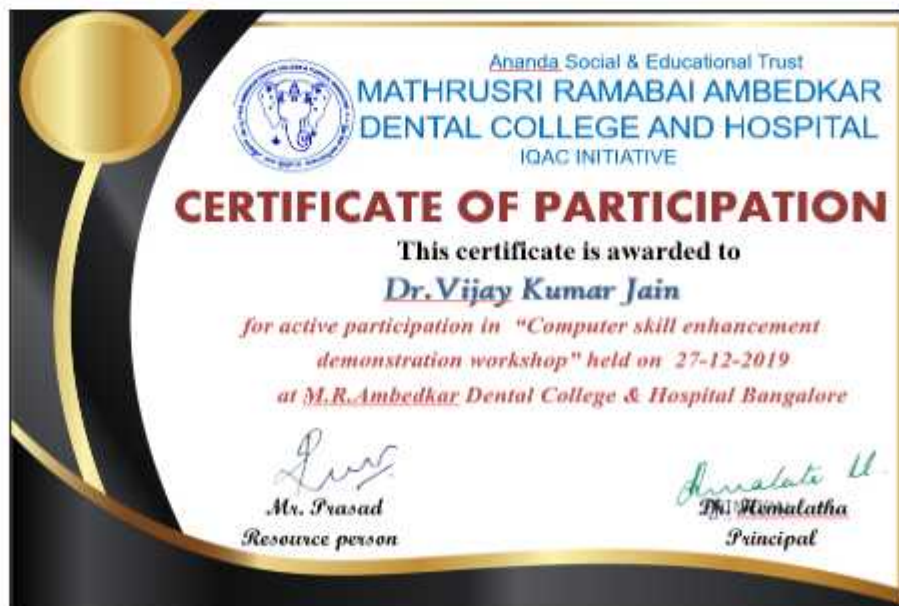 Ananda Social & Educational Trust
MATHRUSRI RAMABAI AMBEDKAR
DENTAL COLLEGE AND HOSPITAL
IQAC INITIATIVE
CERTIFICATE OF PARTICIPATION
This certificate is awarded to
Dr.Vijay Kumar Jain
for active participation in "Computer skill enhancement
demonstration workshop" held on 27-12-2019
at M.R.Ambedkar Dental College & Hospital Bangalore
Mr. Prasad
Resource person
Hemalatha
Principal